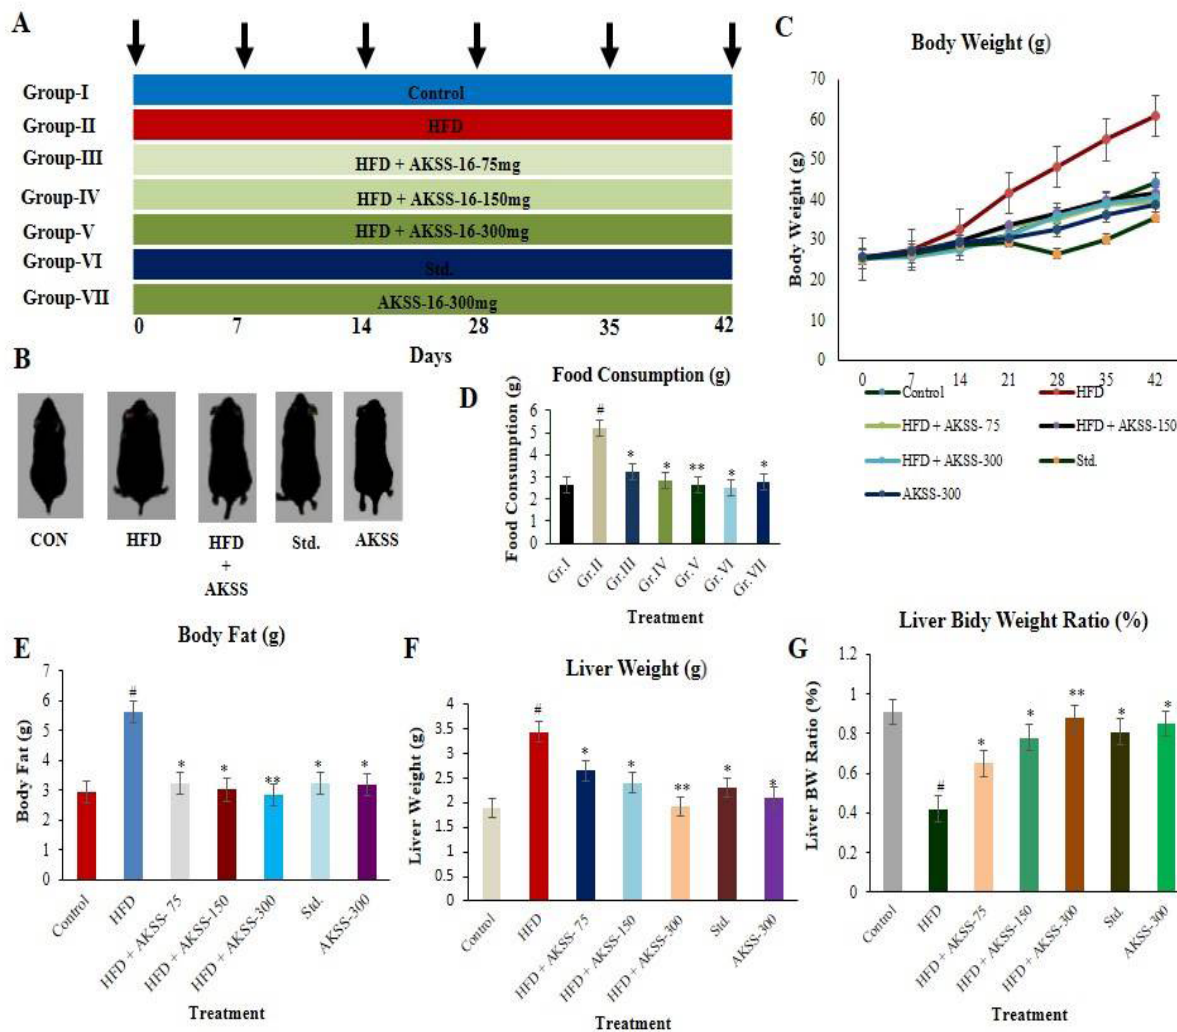 A
Group-I
Control
Group-II
HFD
Group-III
HFD + AKSS-16-75mg
Group-IV
HFD + AKSS-16-150mg
Group-V
HFD + AKSS-16-300mg
Group-VI
Std.
Group-VII
AKSS-16-300mg
0 7 14 28 35 42
Days
B
CON
HFD
HFD
+
AKSS
Std.
AKSS
C
Body Weight (g)
Body Weight (g)
70
60
50
40
30
20
10
0
0 7 14 21 28 35 42
Control
HFD
HFD + AKSS- 75
HFD + AKSS-150
HFD + AKSS-300
Std.
AKSS-300
D
Food Consumption (g)
Food Consumption (g)
6
5
4
3
2
1
0
# * * ** * *
Gr.I Gr.II Gr.III Gr.IV Gr.V Gr.VI Gr.VII
Treatment
E
Body Fat (g)
Body Fat (g)
7
6
5
4
3
2
1
0
# * * ** * *
Control HFD HFD + AKSS-75 HFD + AKSS-150 HFD + AKSS-300 Std. AKSS-300
Treatment
F
Liver Weight (g)
Liver Weight (g)
4
3.5
3
2.5
2
1.5
1
0.5
0
# * * ** * *
Control HFD HFD + AKSS-75 HFD + AKSS-150 HFD + AKSS-300 Std. AKSS-300
Treatment
G
Liver Bidy Weight Ratio (%)
Liver BW Ratio (%)
1.2
1
0.8
0.6
0.4
0.2
0
# * * ** * *
Control HFD HFD + AKSS-75 HFD + AKSS-150 HFD + AKSS-300 Std. AKSS-300
Treatment